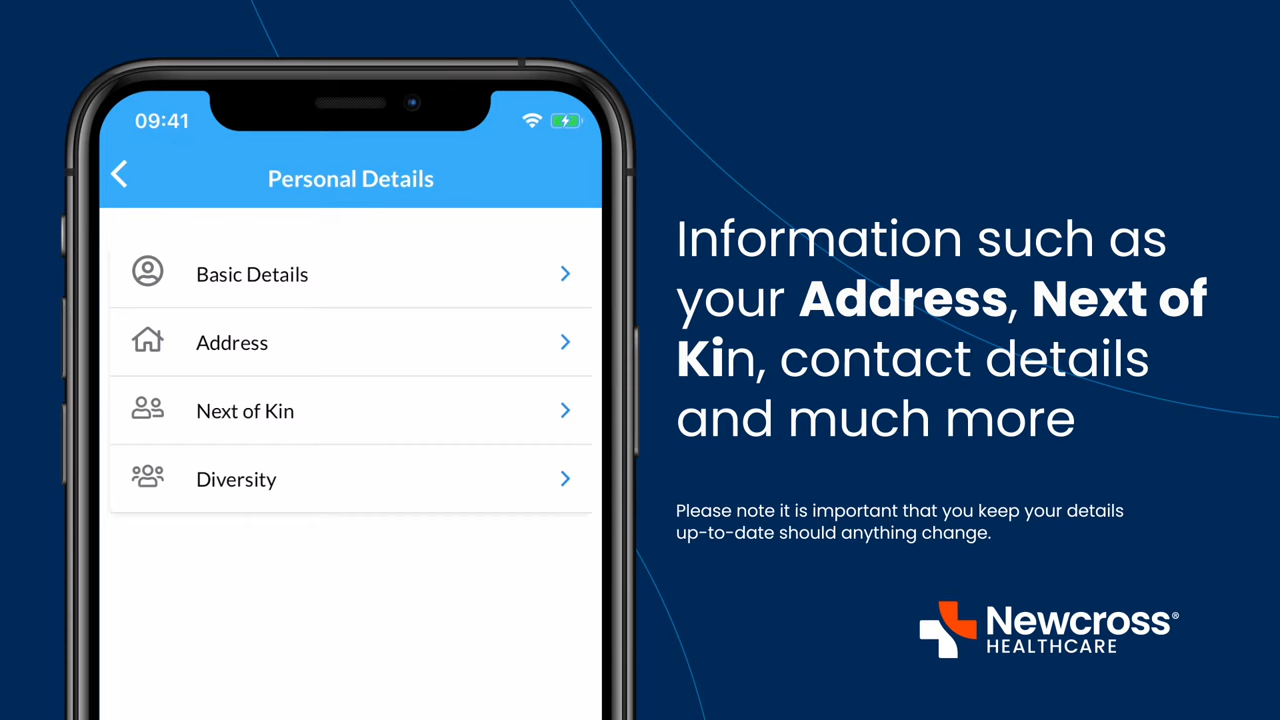 09:41
Personal Details
Basic Details
Address
Next of Kin
Diversity
Information such as
your Address, Next of
Kin, contact details
and much more
Please note it is important that you keep your details
up-to-date should anything change.
Newcross®
HEALTHCARE